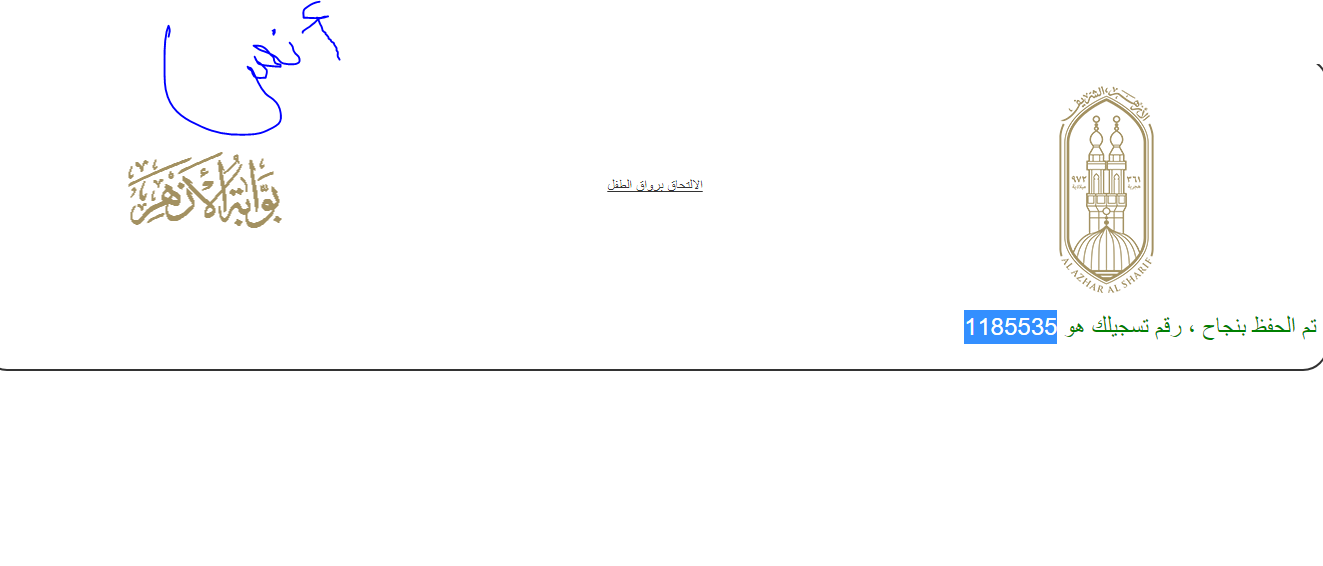 أنس
الأزهر الشريف
٣٦١ ٩٧٢
هجرية ميلادية
AL AZHAR AL SHARIF
بوابة الأزهر
الالتحاق برواق الطفل
تم الحفظ بنجاح ، رقم تسجيلك هو 1185535